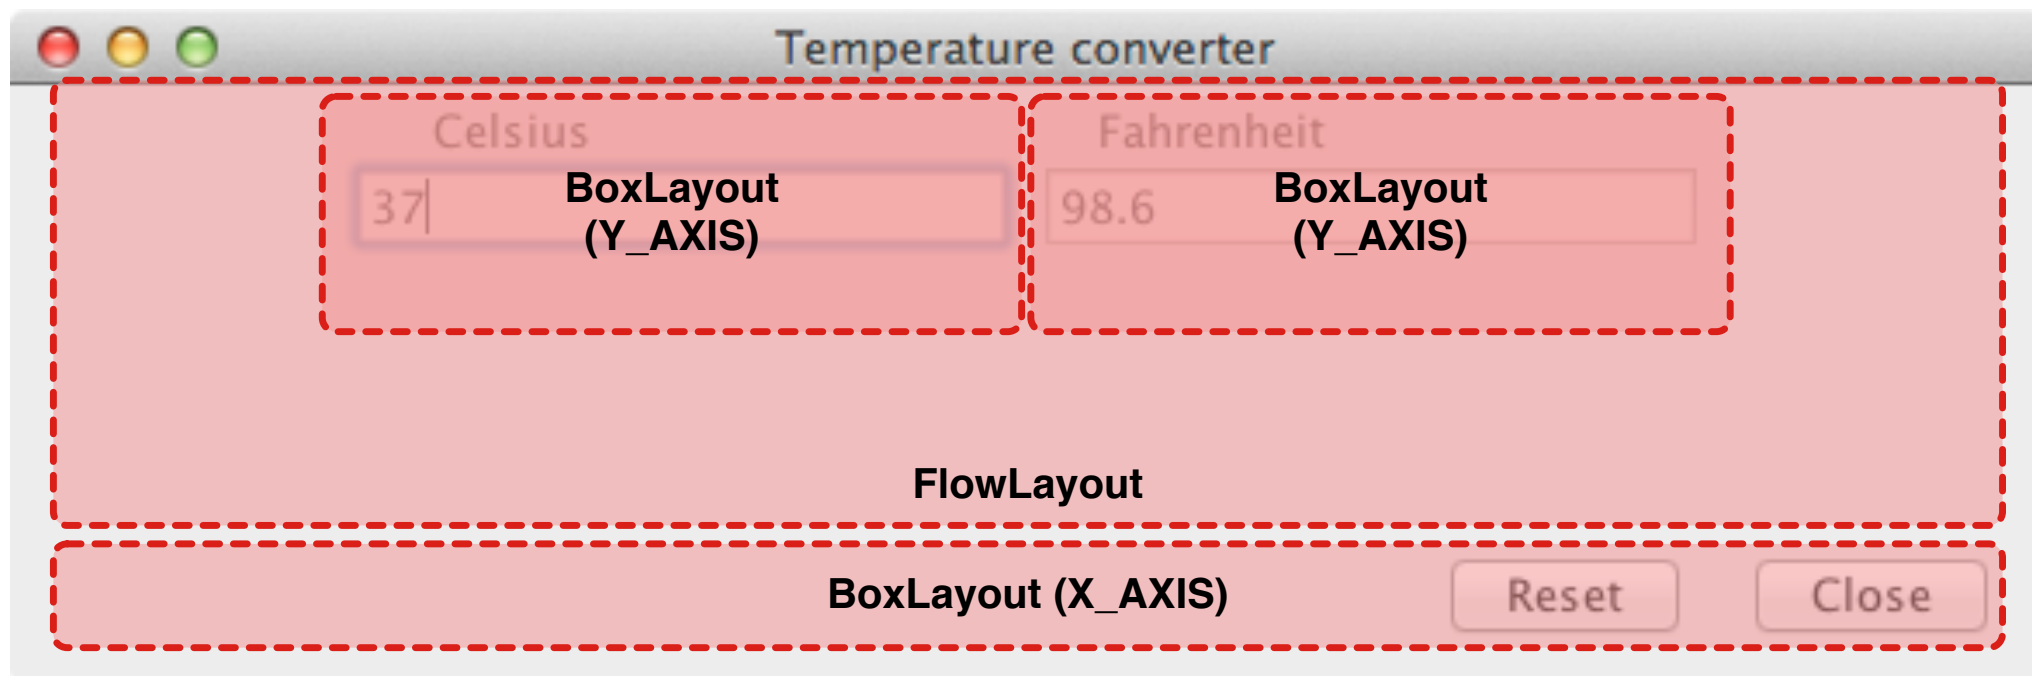 Temperature converter
Celsius
Fahrenheit
37
98.6
BoxLayout
(Y_AXIS)
BoxLayout
(Y_AXIS)
FlowLayout
BoxLayout (X_AXIS)
Reset
Close